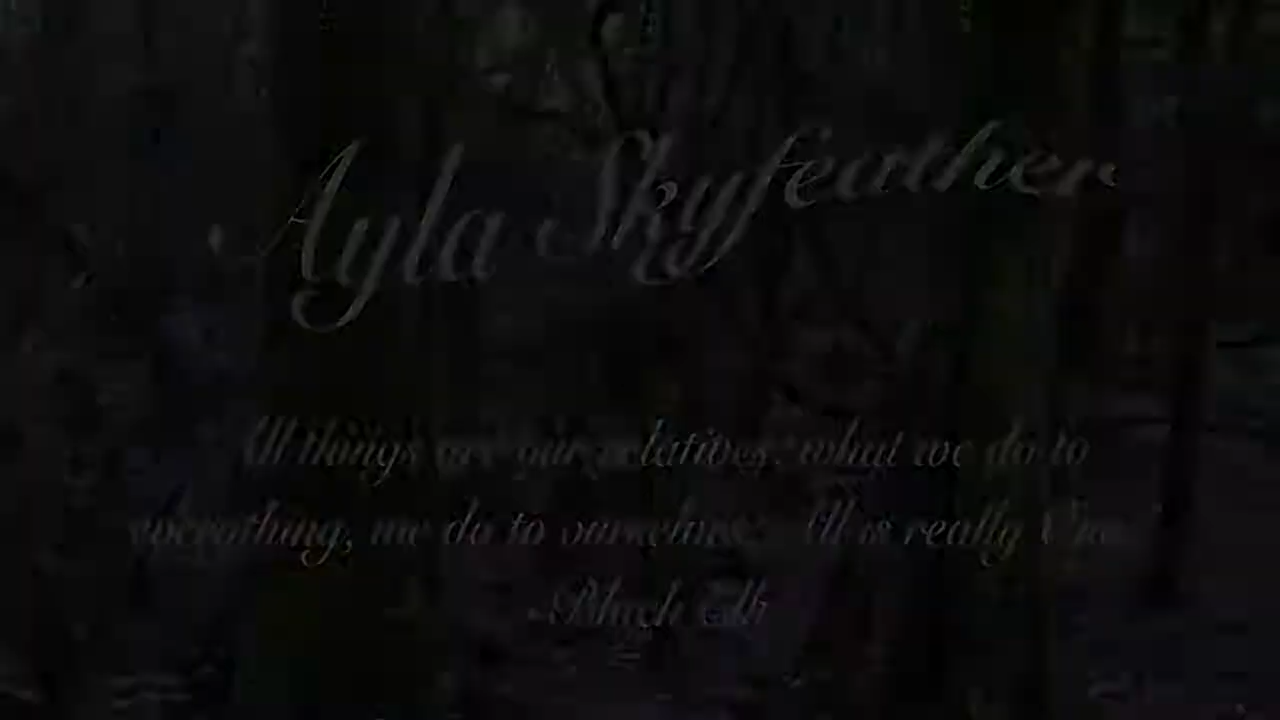 Ayla Skyfeather
All things are our relatives; what we do to
everything, we do to ourselves. All is really One.
Black Elk